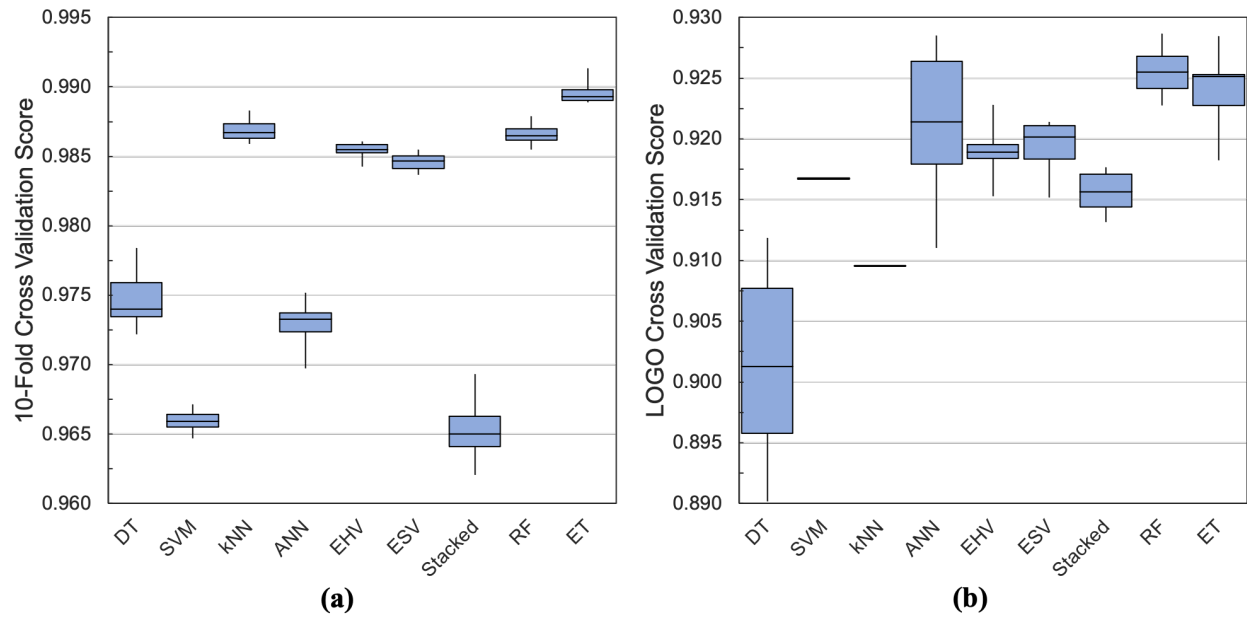 10-Fold Cross Validation Score
0.995
0.990
0.985
0.980
0.975
0.970
0.965
0.960
DT
SVM
kNN
ANN
EHV
ESV
Stacked
RF
ET
(a)
LOGO Cross Validation Score
0.930
0.925
0.920
0.915
0.910
0.905
0.900
0.895
0.890
DT
SVM
kNN
ANN
EHV
ESV
Stacked
RF
ET
(b)